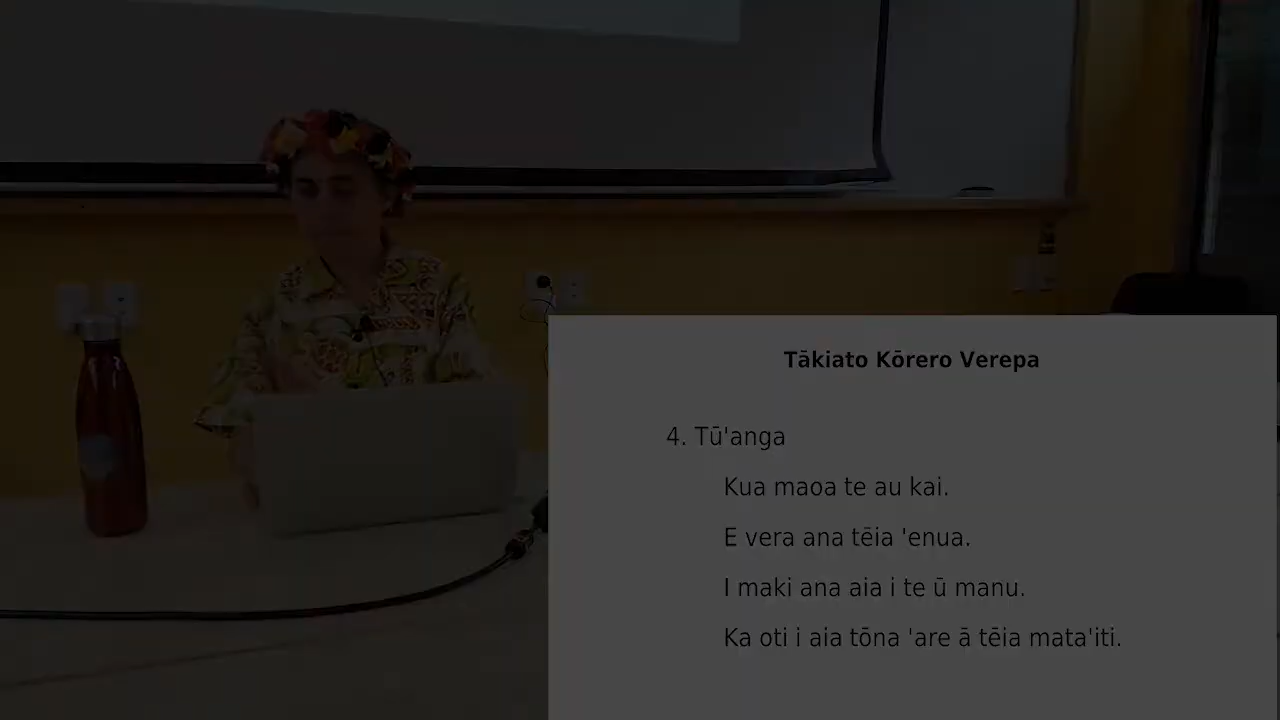 Tākiato Kōrero Verepa
4. Tū'anga
Kua maoa te au kai.
E vera ana tēia 'enua.
I maki ana aia i te ū manu.
Ka oti i aia tōna 'are ā tēia mata'iti.